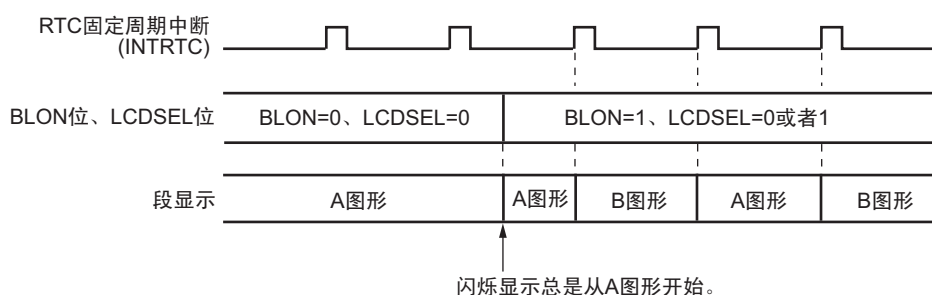 RTC固定周期中断
(INTRTC)
BLON位、LCDSEL位
BLON=0、LCDSEL=0
BLON=1、LCDSEL=0或者1
段显示
A图形
A图形
B图形
A图形
B图形
闪烁显示总是从A图形开始。